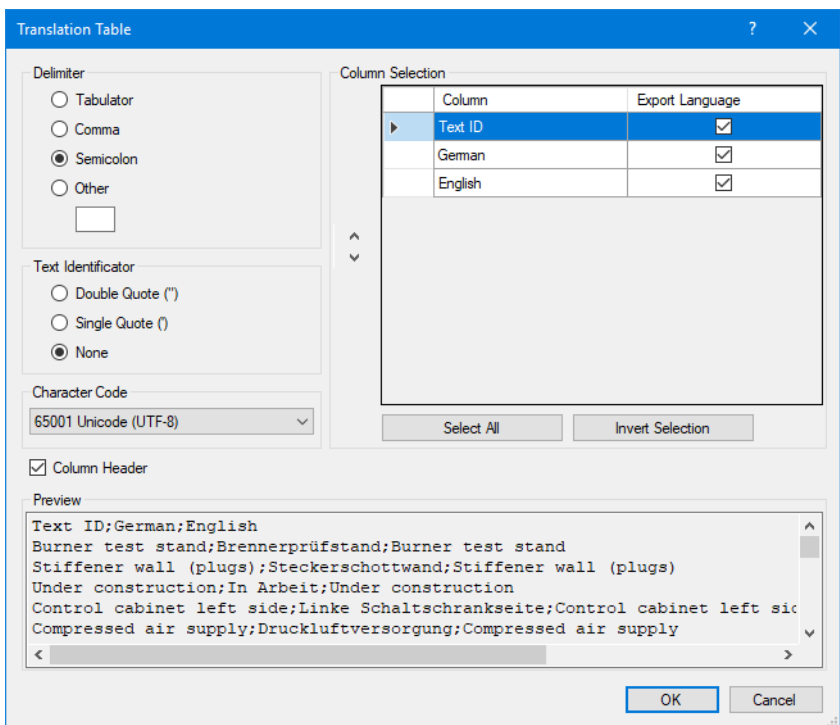 Translation Table
Delimiter
Tabulator
Comma
Semicolon
Other
Text Identificator
Double Quote (")
Single Quote (')
None
Character Code
65001 Unicode (UTF-8)
Column Selection
Column Export Language
Text ID
German
English
Select All Invert Selection
Column Header
Preview
Text ID;German;English
Burner test stand;Brennerprüfstand;Burner test stand
Stiffener wall (plugs);Steckerschottwand;Stiffener wall (plugs)
Under construction;In Arbeit;Under construction
Control cabinet left side;Linke Schaltschrankseite;Control cabinet left sid
Compressed air supply;Druckluftversorgung;Compressed air supply
OK Cancel